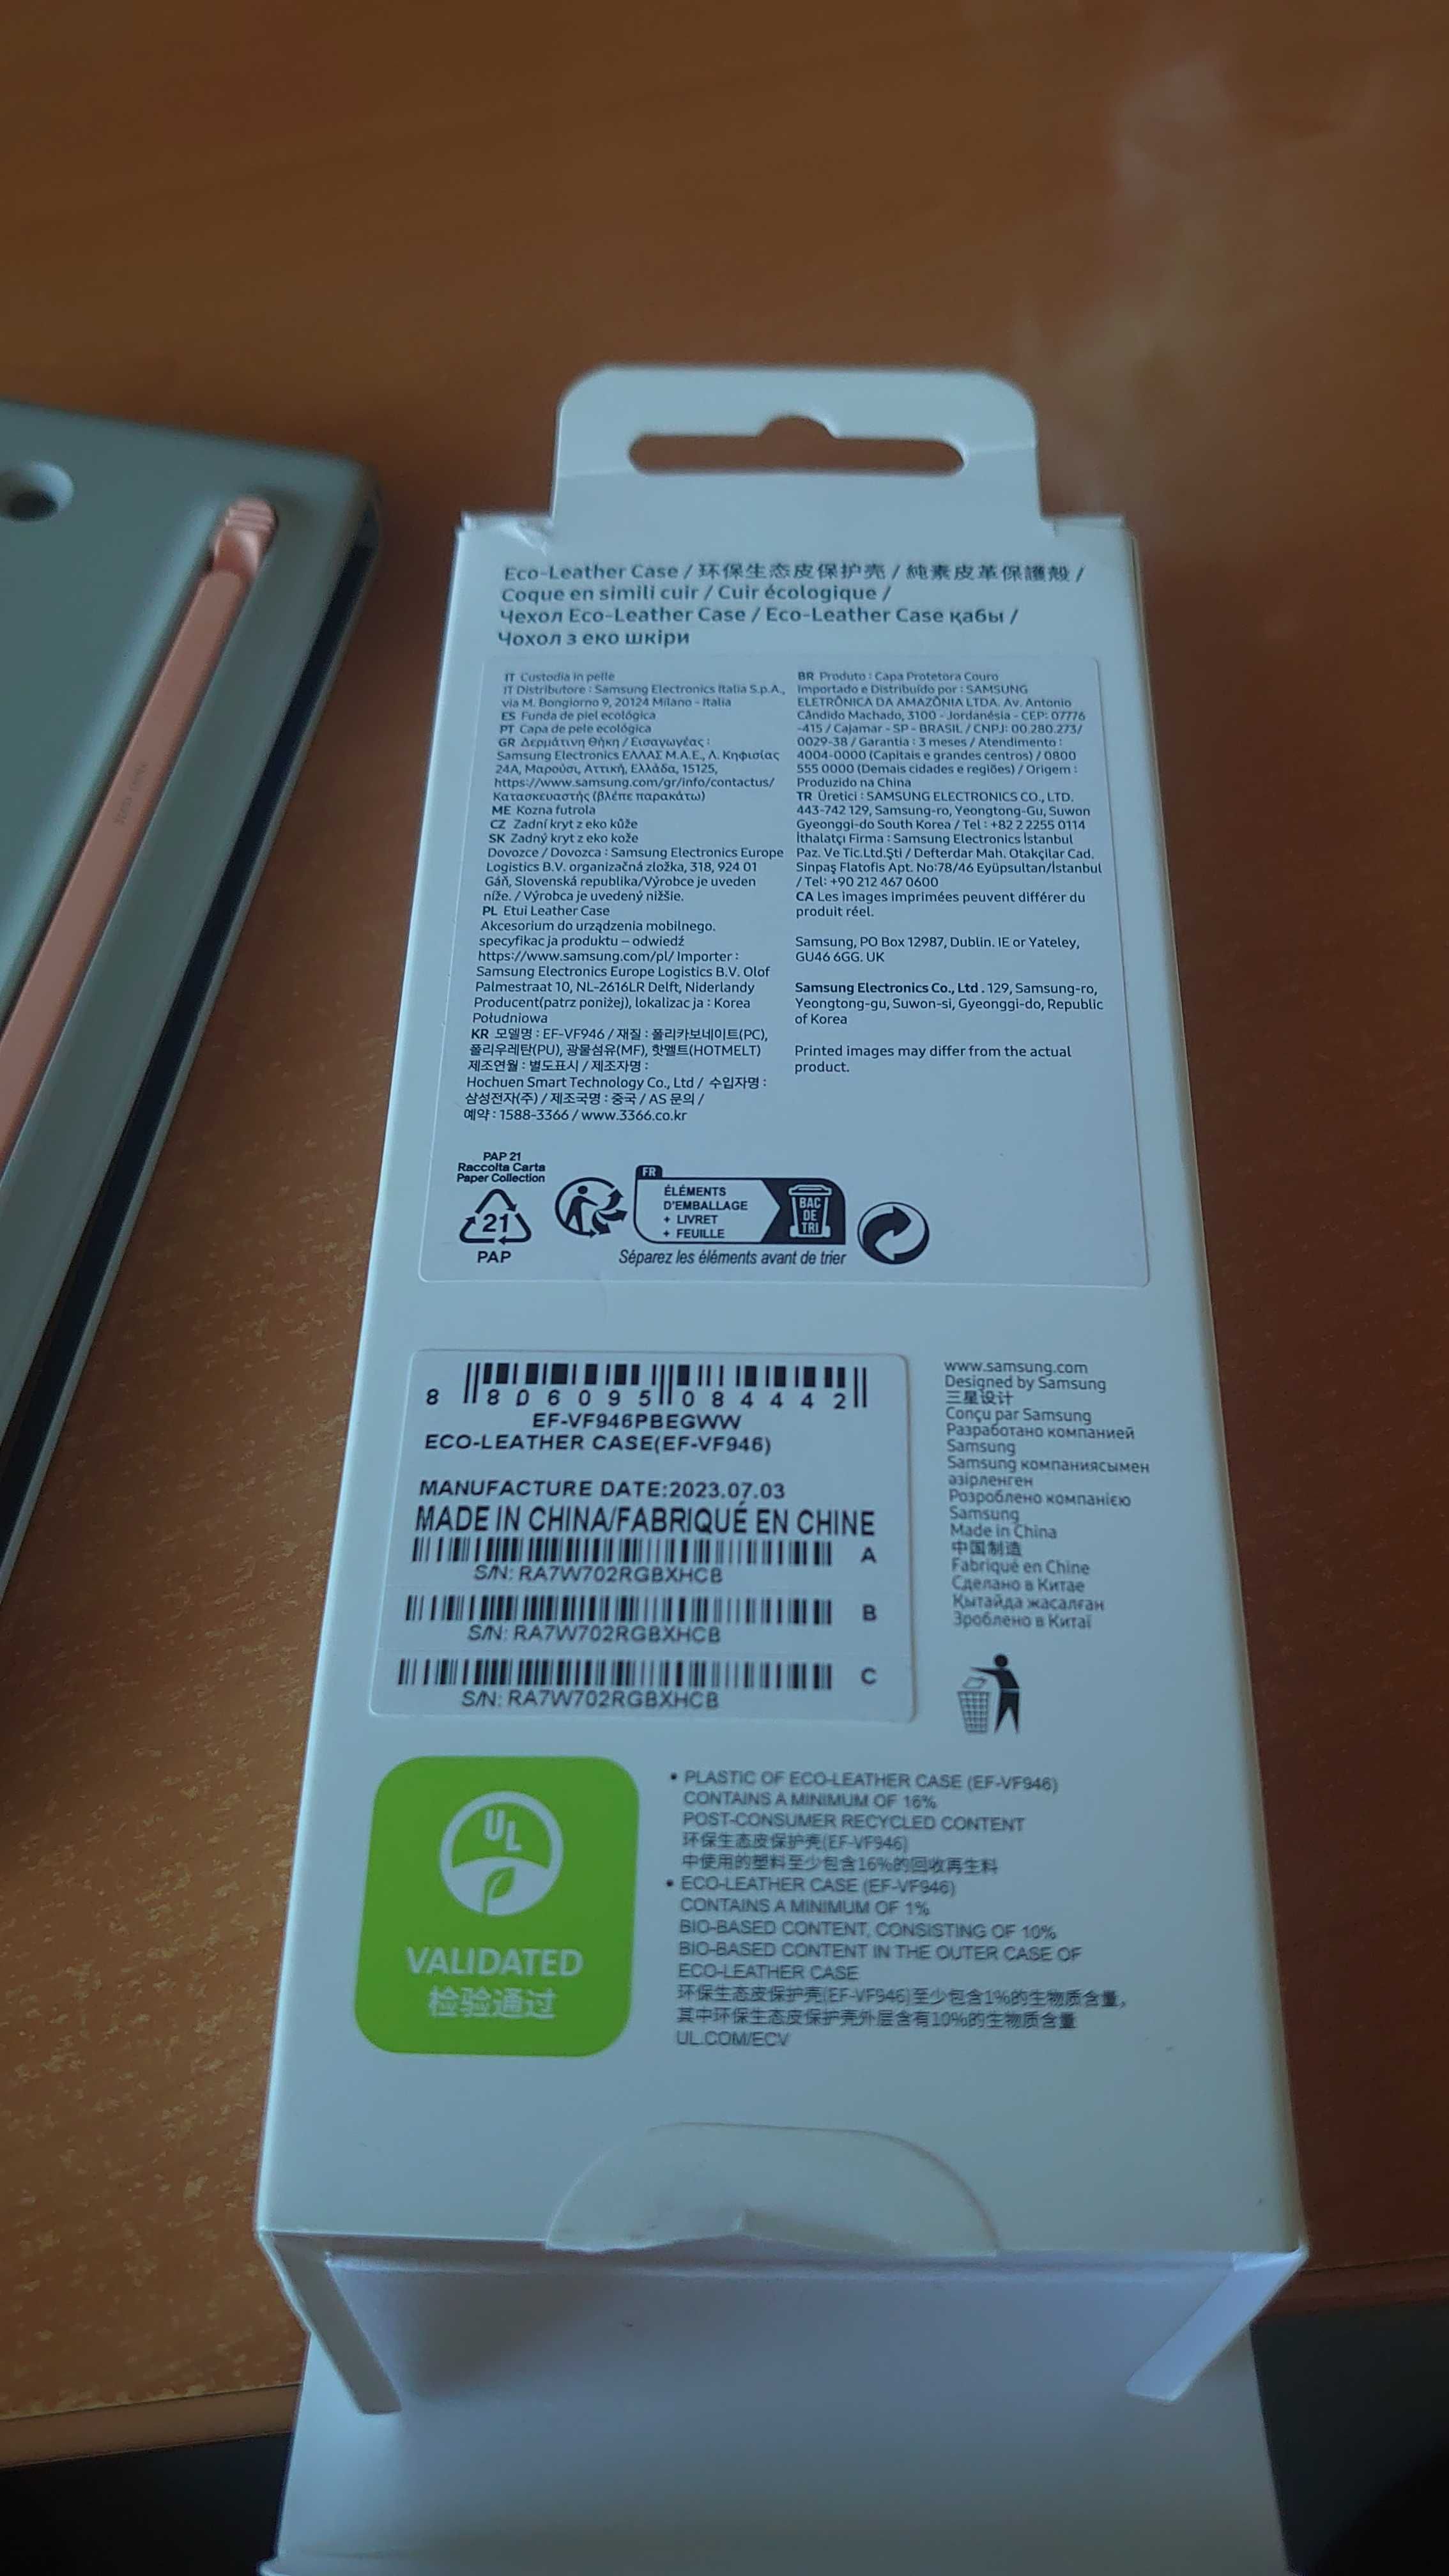 Eco-Leather Case / 环保生态皮保护壳 / 純素皮革保護殼 /
Coque en simili cuir / Cuir écologique /
Чехол Eco-Leather Case / Eco-Leather Case қабы /
Чохол з еко шкіри
IT Custodia in pelle
IT Distributore : Samsung Electronics Italia S.p.A.,
via M. Bongiorno 9, 20124 Milano - Italia
ES Funda de piel ecológica
PT Capa de pele ecológica
GR Δερμάτινη Θήκη / Εισαγωγέας :
Samsung Electronics ΕΛΛΑΣ Μ.Α.Ε., Λ. Κηφισίας
24Α, Μαρούσι, Αττική, Ελλάδα, 15125,
https://www.samsung.com/gr/info/contactus/
Κατασκευαστής (βλέπε παρακάτω)
ME Kozna futrola
CZ Zadní kryt z eko kůže
SK Zadný kryt z eko kože
Dovozce / Dovozca : Samsung Electronics Europe
Logistics B.V. organizačná zložka, 318, 924 01
Gáň, Slovenská republika/Výrobce je uveden
níže. / Výrobca je uvedený nižšie.
PL Etui Leather Case
Akcesorium do urządzenia mobilnego.
specyfikac ja produktu – odwiedź
https://www.samsung.com/pl/ Importer :
Samsung Electronics Europe Logistics B.V. Olof
Palmestraat 10, NL-2616LR Delft, Niderlandy
Producent(patrz poniżej), lokalizac ja : Korea
Południowa
KR 모델명 : EF-VF946 / 재질 : 폴리카보네이트(PC),
폴리우레탄(PU), 광물섬유(MF), 핫멜트(HOTMELT)
제조연월 : 별도표시 / 제조자명 :
Hochuen Smart Technology Co., Ltd / 수입자명 :
삼성전자(주) / 제조국명 : 중국 / AS 문의 /
예약 : 1588-3366 / www.3366.co.kr
BR Produto : Capa Protetora Couro
Importado e Distribuído por : SAMSUNG
ELETRÔNICA DA AMAZÔNIA LTDA. Av. Antonio
Cândido Machado, 3100 - Jordanésia - CEP: 07776
-415 / Cajamar - SP - BRASIL / CNPJ: 00.280.273/
0029-38 / Garantia : 3 meses / Atendimento :
4004-0000 (Capitais e grandes centros) / 0800
555 0000 (Demais cidades e regiões) / Origem :
Produzido na China
TR Üretici : SAMSUNG ELECTRONICS CO., LTD.
443-742 129, Samsung-ro, Yeongtong-Gu, Suwon
Gyeonggi-do South Korea / Tel : +82 2 2255 0114
İthalatçı Firma : Samsung Electronics İstanbul
Paz. Ve Tic.Ltd.Şti / Defterdar Mah. Otakçilar Cad.
Sinpaş Flatofis Apt. No:78/46 Eyüpsultan/İstanbul
/ Tel: +90 212 467 0600
CA Les images imprimées peuvent différer du
produit réel.
Samsung, PO Box 12987, Dublin. IE or Yateley,
GU46 6GG. UK
Samsung Electronics Co., Ltd . 129, Samsung-ro,
Yeongtong-gu, Suwon-si, Gyeonggi-do, Republic
of Korea
Printed images may differ from the actual
product.
PAP 21
Raccolta Carta
Paper Collection
21
PAP
FR
ÉLÉMENTS
D'EMBALLAGE
+ LIVRET
+ FEUILLE
BAC
DE
TRI
Séparez les éléments avant de trier
8 806095 084442
EF-VF946PBEGWW
ECO-LEATHER CASE(EF-VF946)
MANUFACTURE DATE:2023.07.03
MADE IN CHINA/FABRIQUÉ EN CHINE
A
S/N: RA7W702RGBXHCB
B
S/N: RA7W702RGBXHCB
C
S/N: RA7W702RGBXHCB
www.samsung.com
Designed by Samsung
三星设计
Conçu par Samsung
Разработано компанией
Samsung
Samsung компаниясымен
әзірленген
Розроблено компанією
Samsung
Made in China
中国制造
Fabriqué en Chine
Сделано в Китае
Қытайда жасалған
Зроблено в Китаї
UL
VALIDATED
检验通过
• PLASTIC OF ECO-LEATHER CASE (EF-VF946)
CONTAINS A MINIMUM OF 16%
POST-CONSUMER RECYCLED CONTENT
环保生态皮保护壳(EF-VF946)
中使用的塑料至少包含16%的回收再生料
• ECO-LEATHER CASE (EF-VF946)
CONTAINS A MINIMUM OF 1%
BIO-BASED CONTENT, CONSISTING OF 10%
BIO-BASED CONTENT IN THE OUTER CASE OF
ECO-LEATHER CASE
环保生态皮保护壳(EF-VF946)至少包含1%的生物质含量,
其中环保生态皮保护壳外层含有10%的生物质含量
UL.COM/ECV